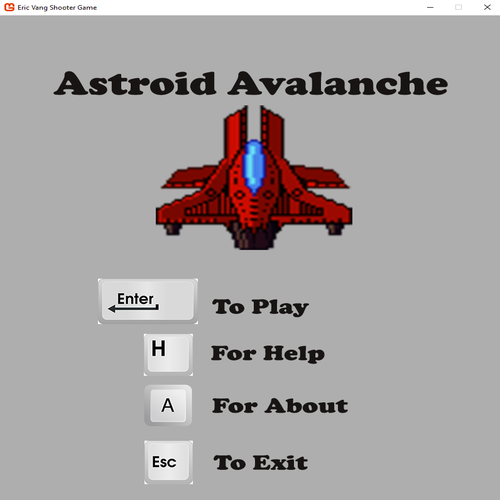 Eric Vang Shooter Game
Astroid Avalanche
Enter To Play
H For Help
A For About
Esc To Exit